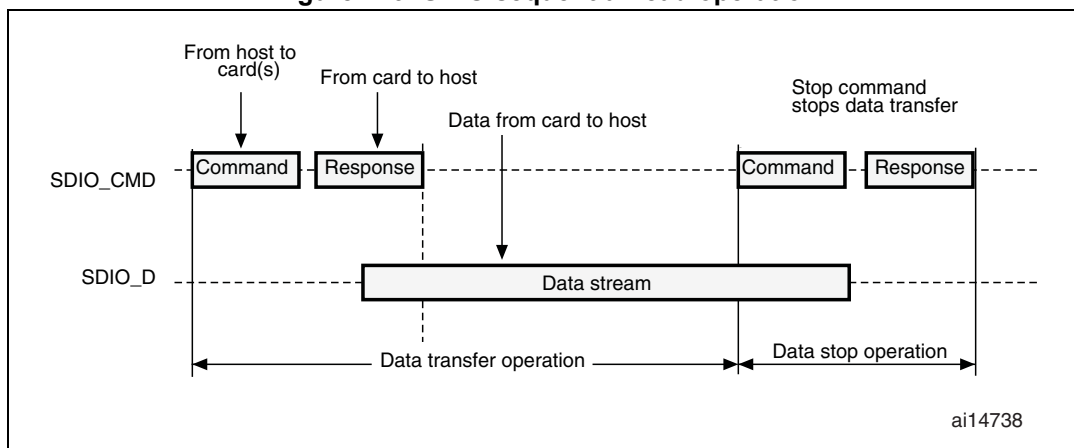 From host to
card(s)
From card to host
Data from card to host
Stop command
stops data transfer
SDIO_CMD
Command
Response
Command
Response
SDIO_D
Data stream
Data transfer operation
Data stop operation
ai14738